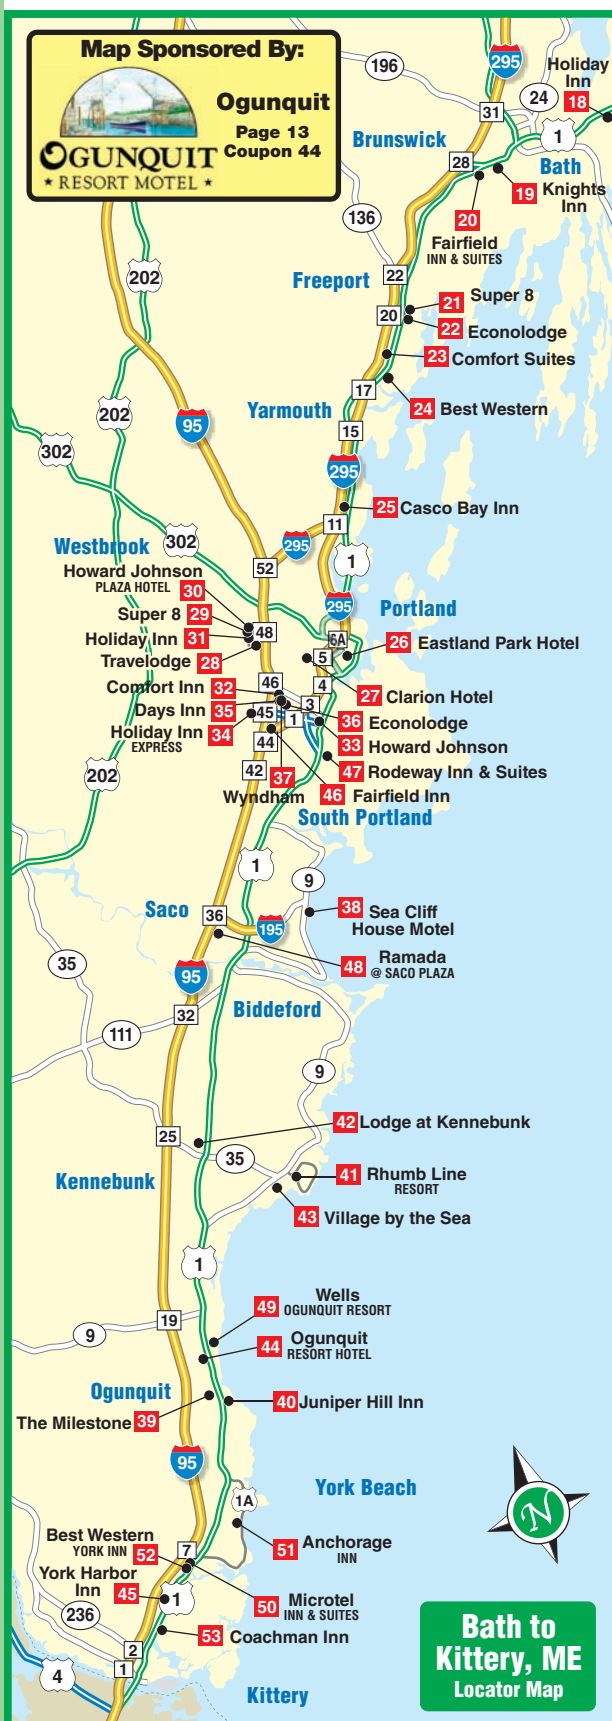 Map Sponsored By:
Ogunquit
Page 13
Coupon 44
OGUNQUIT
★ RESORT MOTEL ★
295
196
Holiday
Inn
18
24
31
1
Brunswick
28
Bath
19 Knights
Inn
20
Fairfield
INN & SUITES
136
202
22
Freeport
21 Super 8
20
22 Econolodge
23 Comfort Suites
17
24 Best Western
Yarmouth
202
95
15
302
295
25 Casco Bay Inn
11
302
295
Westbrook
52
1
Howard Johnson
PLAZA HOTEL 30
295
Portland
Super 8 29
48
6A
Holiday Inn 31
26 Eastland Park Hotel
Travelodge 28
5
46
4
Comfort Inn 32
27 Clarion Hotel
3
Days Inn 35
45
1
36 Econolodge
Holiday Inn 34
EXPRESS
44
33 Howard Johnson
42
37
47 Rodeway Inn & Suites
202
Wyndham
46 Fairfield Inn
South Portland
1
9
Saco
36
38 Sea Cliff
House Motel
195
35
48 Ramada
@ SACO PLAZA
95
32
Biddeford
111
9
42 Lodge at Kennebunk
25
35
Kennebunk
41 Rhumb Line
RESORT
43 Village by the Sea
1
49 Wells
OGUNQUIT RESORT
19
9
44 Ogunquit
RESORT HOTEL
Ogunquit
40 Juniper Hill Inn
The Milestone 39
95
York Beach
1A
N
Best Western
YORK INN 52
7
51 Anchorage
INN
York Harbor
Inn 45
1
50 Microtel
INN & SUITES
236
53 Coachman Inn
2
1
4
Kittery
Bath to
Kittery, ME
Locator Map